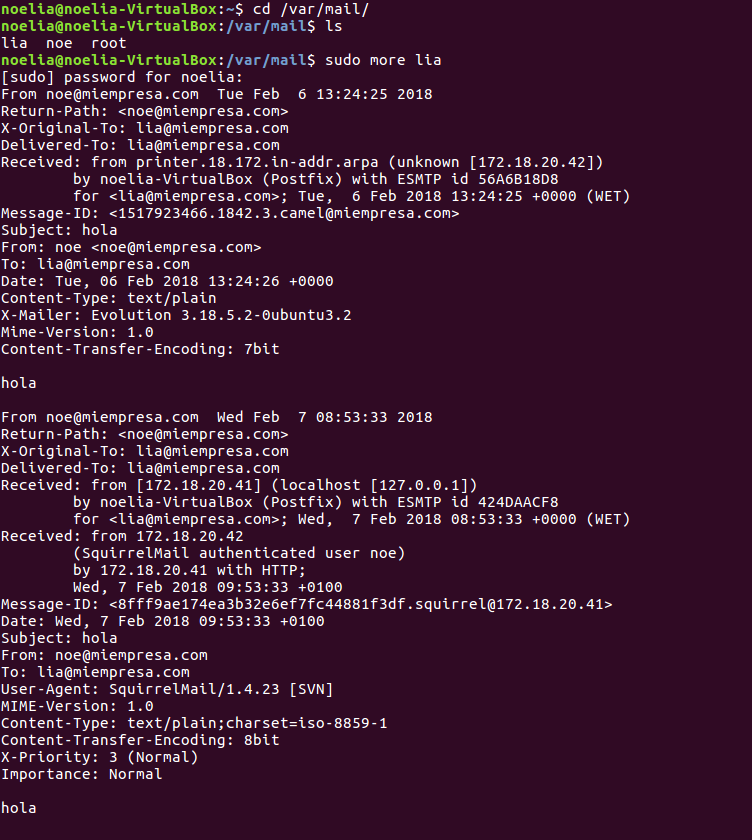 noelia@noelia-VirtualBox:~$ cd /var/mail/
noelia@noelia-VirtualBox:/var/mail$ ls
lia  noe  root
noelia@noelia-VirtualBox:/var/mail$ sudo more lia
[sudo] password for noelia:
From noe@miempresa.com  Tue Feb  6 13:24:25 2018
Return-Path: <noe@miempresa.com>
X-Original-To: lia@miempresa.com
Delivered-To: lia@miempresa.com
Received: from printer.18.172.in-addr.arpa (unknown [172.18.20.42])
        by noelia-VirtualBox (Postfix) with ESMTP id 56A6B18D8
        for <lia@miempresa.com>; Tue,  6 Feb 2018 13:24:25 +0000 (WET)
Message-ID: <1517923466.1842.3.camel@miempresa.com>
Subject: hola
From: noe <noe@miempresa.com>
To: lia@miempresa.com
Date: Tue, 06 Feb 2018 13:24:26 +0000
Content-Type: text/plain
X-Mailer: Evolution 3.18.5.2-0ubuntu3.2
Mime-Version: 1.0
Content-Transfer-Encoding: 7bit

hola

From noe@miempresa.com  Wed Feb  7 08:53:33 2018
Return-Path: <noe@miempresa.com>
X-Original-To: lia@miempresa.com
Delivered-To: lia@miempresa.com
Received: from [172.18.20.41] (localhost [127.0.0.1])
        by noelia-VirtualBox (Postfix) with ESMTP id 424DAACF8
        for <lia@miempresa.com>; Wed,  7 Feb 2018 08:53:33 +0000 (WET)
Received: from 172.18.20.42
        (SquirrelMail authenticated user noe)
        by 172.18.20.41 with HTTP;
        Wed, 7 Feb 2018 09:53:33 +0100
Message-ID: <8fff9ae174ea3b32e6ef7fc44881f3df.squirrel@172.18.20.41>
Date: Wed, 7 Feb 2018 09:53:33 +0100
Subject: hola
From: noe@miempresa.com
To: lia@miempresa.com
User-Agent: SquirrelMail/1.4.23 [SVN]
MIME-Version: 1.0
Content-Type: text/plain;charset=iso-8859-1
Content-Transfer-Encoding: 8bit
X-Priority: 3 (Normal)
Importance: Normal

hola